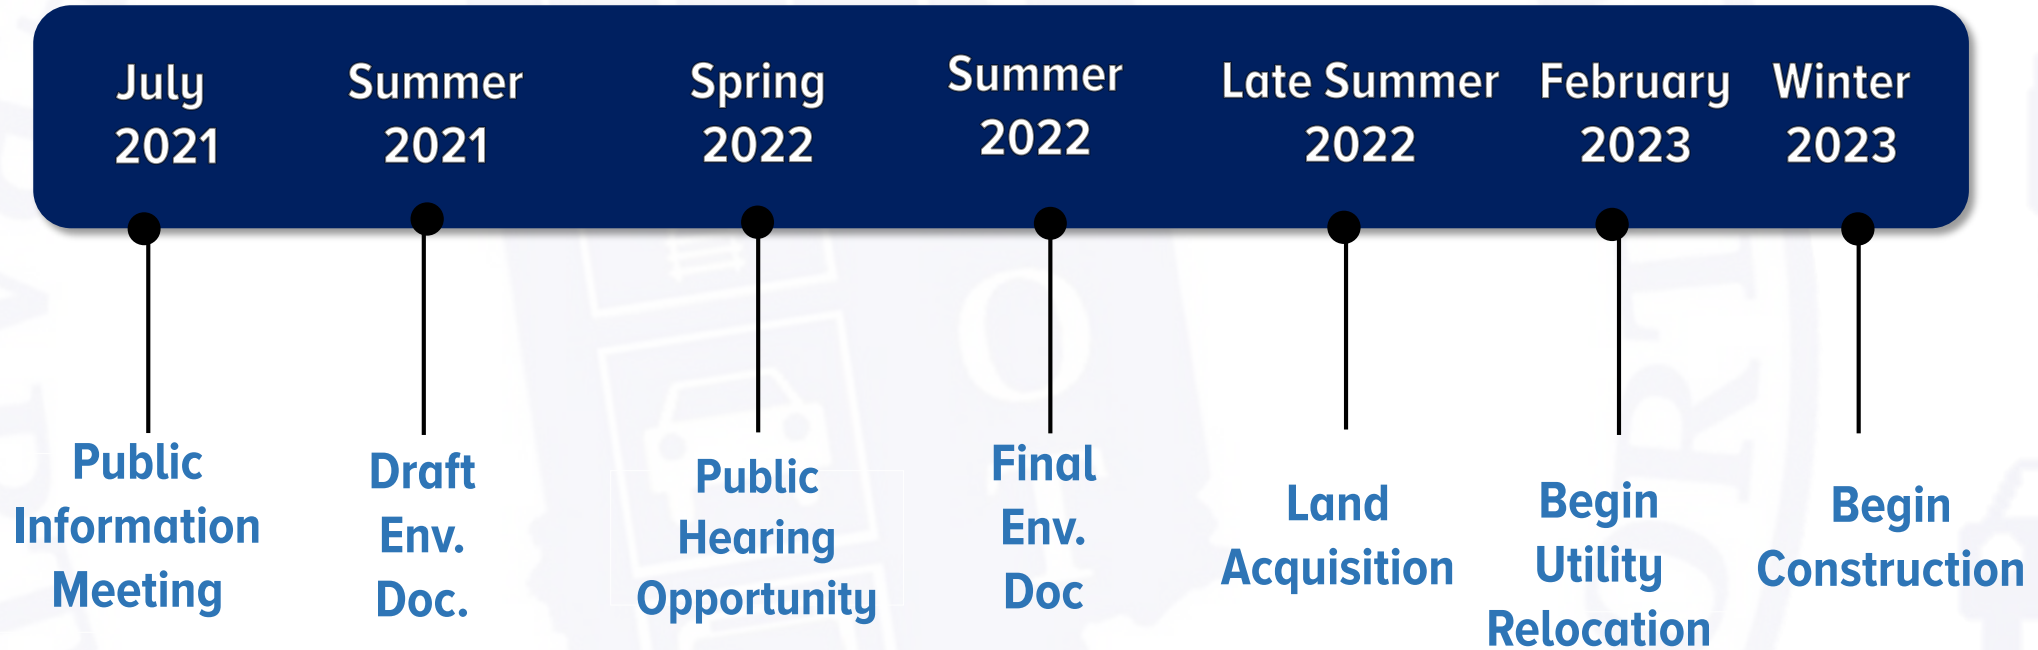 July
2021
Summer
2021
Spring
2022
Summer
2022
Late Summer
2022
February
2023
Winter
2023
Public
Information
Meeting
Draft
Env.
Doc.
Public
Hearing
Opportunity
Final
Env.
Doc
Land
Acquisition
Begin
Utility
Relocation
Begin
Construction